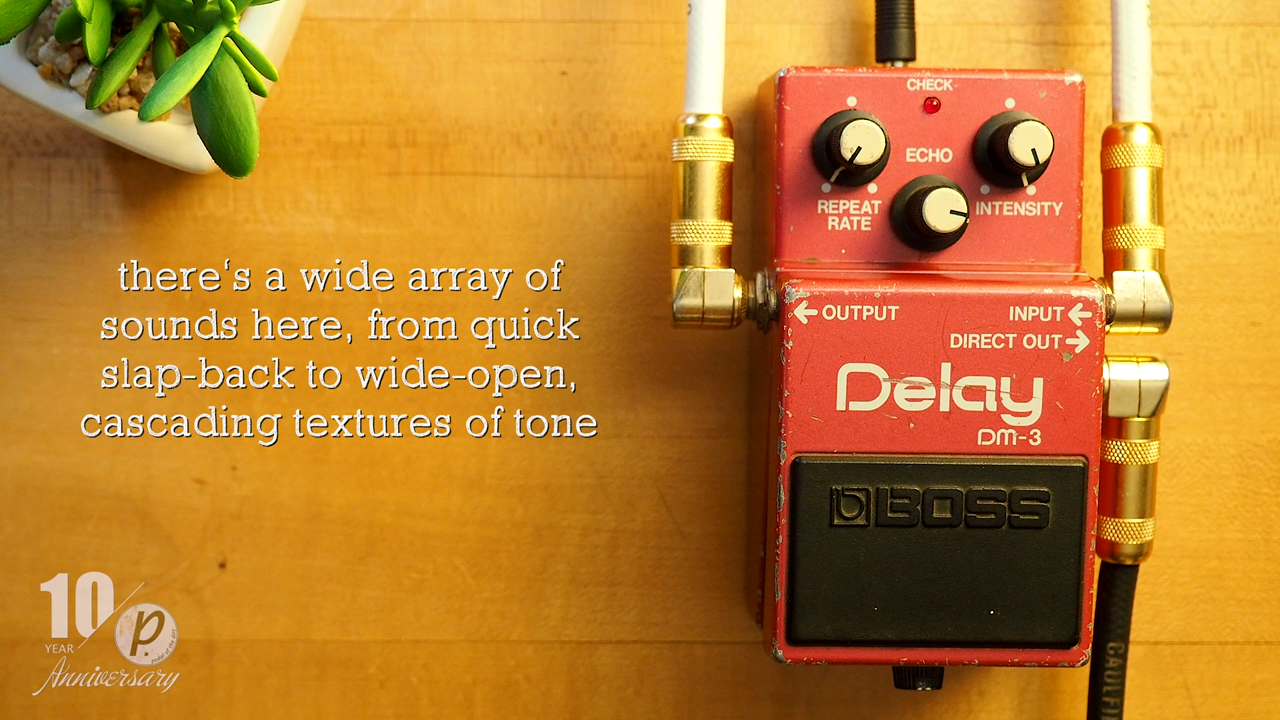 there's a wide array of
sounds here, from quick
slap-back to wide-open,
cascading textures of tone
CHECK
ECHO
REPEAT
RATE
INTENSITY
OUTPUT
INPUT
DIRECT OUT
Delay
DM-3
BOSS
10
YEAR
p.
Anniversary